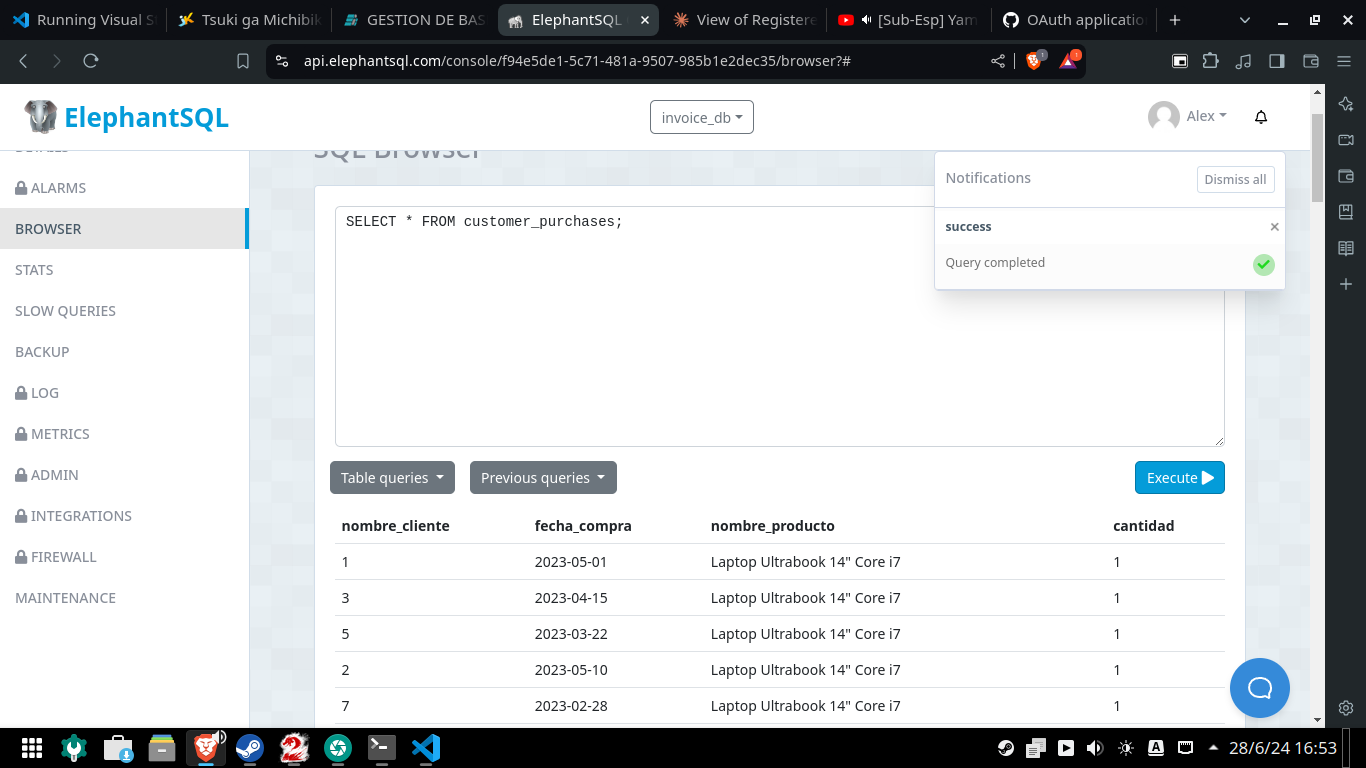 Running Visual S
Tsuki ga Michibik
GESTION DE BAS
ElephantSQL
View of Registere
[Sub-Esp] Yam
OAuth applicatio
api.elephantsql.com/console/f94e5de1-5c71-481a-9507-985b1e2dec35/browser?#
1
1
ElephantSQL
invoice_db
Alex
DETAILS
SQL Browser
Notifications
Dismiss all
ALARMS
BROWSER
SELECT * FROM customer_purchases;
success
Query completed
STATS
SLOW QUERIES
BACKUP
LOG
METRICS
ADMIN
Table queries
Previous queries
Execute
INTEGRATIONS
FIREWALL
MAINTENANCE
nombre_cliente fecha_compra nombre_producto cantidad
1 2023-05-01 Laptop Ultrabook 14" Core i7 1
3 2023-04-15 Laptop Ultrabook 14" Core i7 1
5 2023-03-22 Laptop Ultrabook 14" Core i7 1
2 2023-05-10 Laptop Ultrabook 14" Core i7 1
7 2023-02-28 Laptop Ultrabook 14" Core i7 1
A
28/6/24 16:53